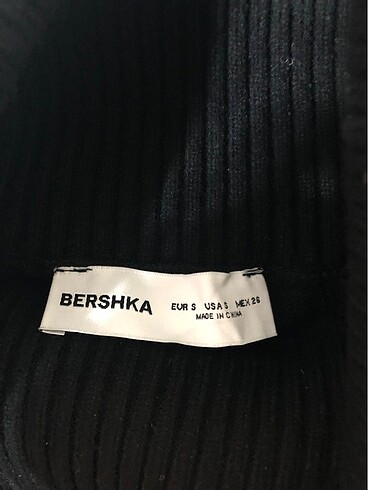 BERSHKA
EUR S USA S MEX 26
MADE IN CHINA